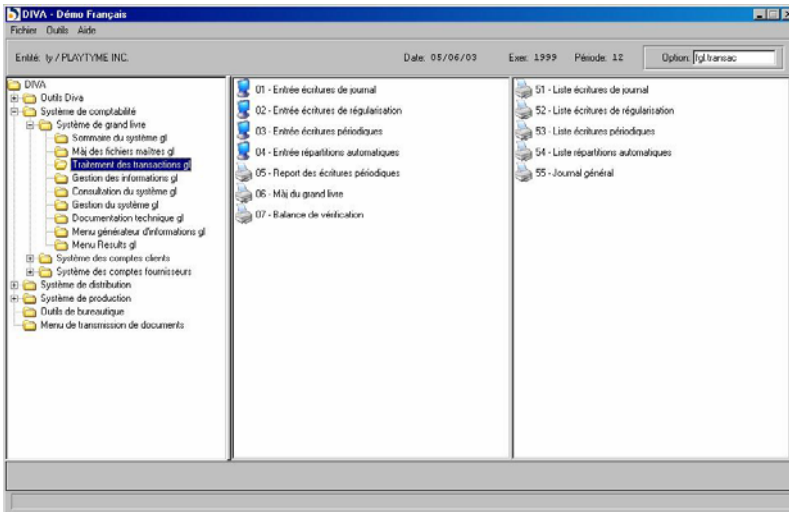 DIVA - Démo Français
Fichier Outils Aide
Entité: ty / PLAYTYME INC. Date: 05/06/03 Exer: 1999 Période: 12 Option: fgl.transac
DIVA
Outils Diva
Système de comptabilité
Système de grand livre
Sommaire du système gl
Màj des fichiers maîtres gl
Traitement des transactions gl
Gestion des informations gl
Consultation du système gl
Gestion du système gl
Documentation technique gl
Menu générateur d'informations gl
Menu Results gl
Système des comptes clients
Système des comptes fournisseurs
Système de distribution
Système de production
Outils de bureautique
Menu de transmission de documents
01 - Entrée écritures de journal
02 - Entrée écritures de régularisation
03 - Entrée écritures périodiques
04 - Entrée répartitions automatiques
05 - Report des écritures périodiques
06 - Màj du grand livre
07 - Balance de vérification
51 - Liste écritures de journal
52 - Liste écritures de régularisation
53 - Liste écritures périodiques
54 - Liste répartitions automatiques
55 - Journal général